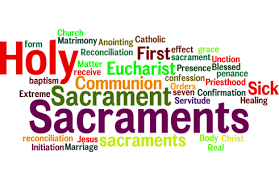 Church Anointing Catholic
form Matrimony effect grace
Reconciliation sacrament Unction
Holy First Presence Blessed
Matter Eucharist penance
receive Priesthood
baptism Communion confession Orders Sick
Extreme Sacrament seven Confirmation Healing
Servitude
Sacraments
reconciliation Jesus sacraments Body Christ
Initiation Marriage Real